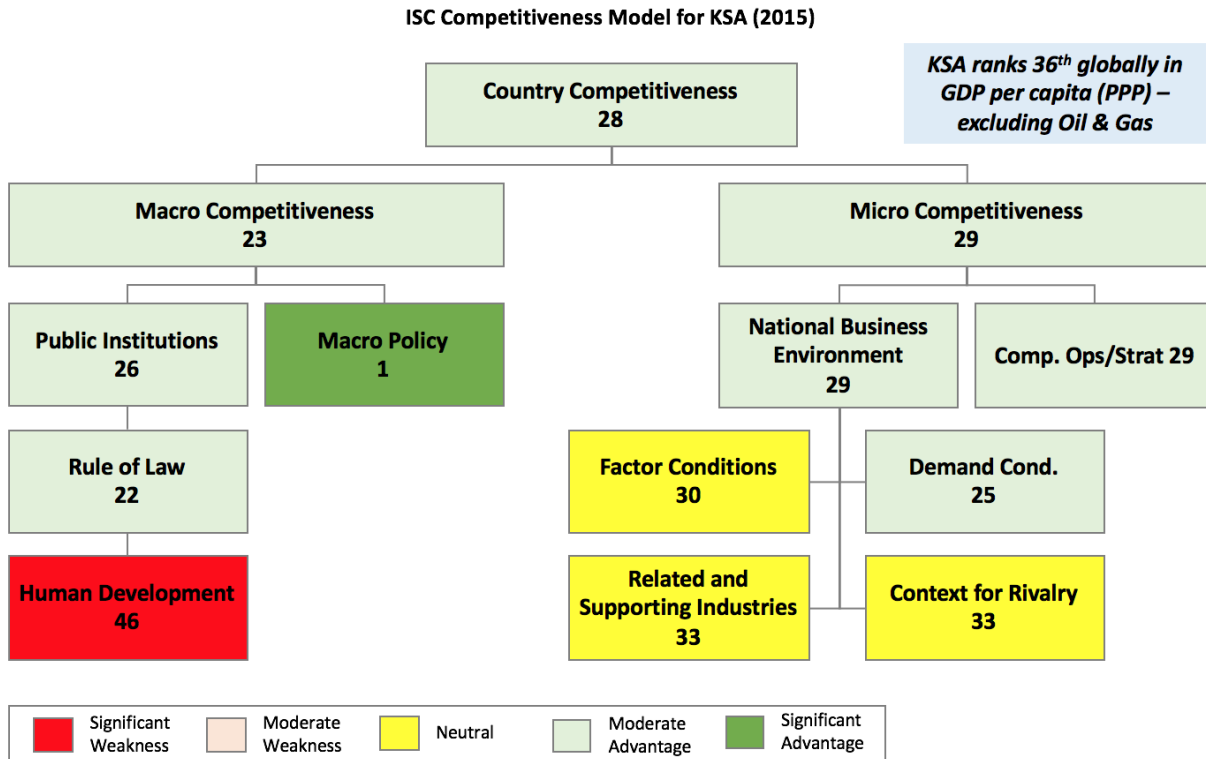 ISC Competitiveness Model for KSA (2015)
KSA ranks 36th globally in
GDP per capita (PPP) –
excluding Oil & Gas
Country Competitiveness
28
Macro Competitiveness
23
Micro Competitiveness
29
Public Institutions
26
Macro Policy
1
National Business
Environment
29
Comp. Ops/Strat 29
Rule of Law
22
Factor Conditions
30
Demand Cond.
25
Human Development
46
Related and
Supporting Industries
33
Context for Rivalry
33
Significant
Weakness
Moderate
Weakness
Neutral
Moderate
Advantage
Significant
Advantage